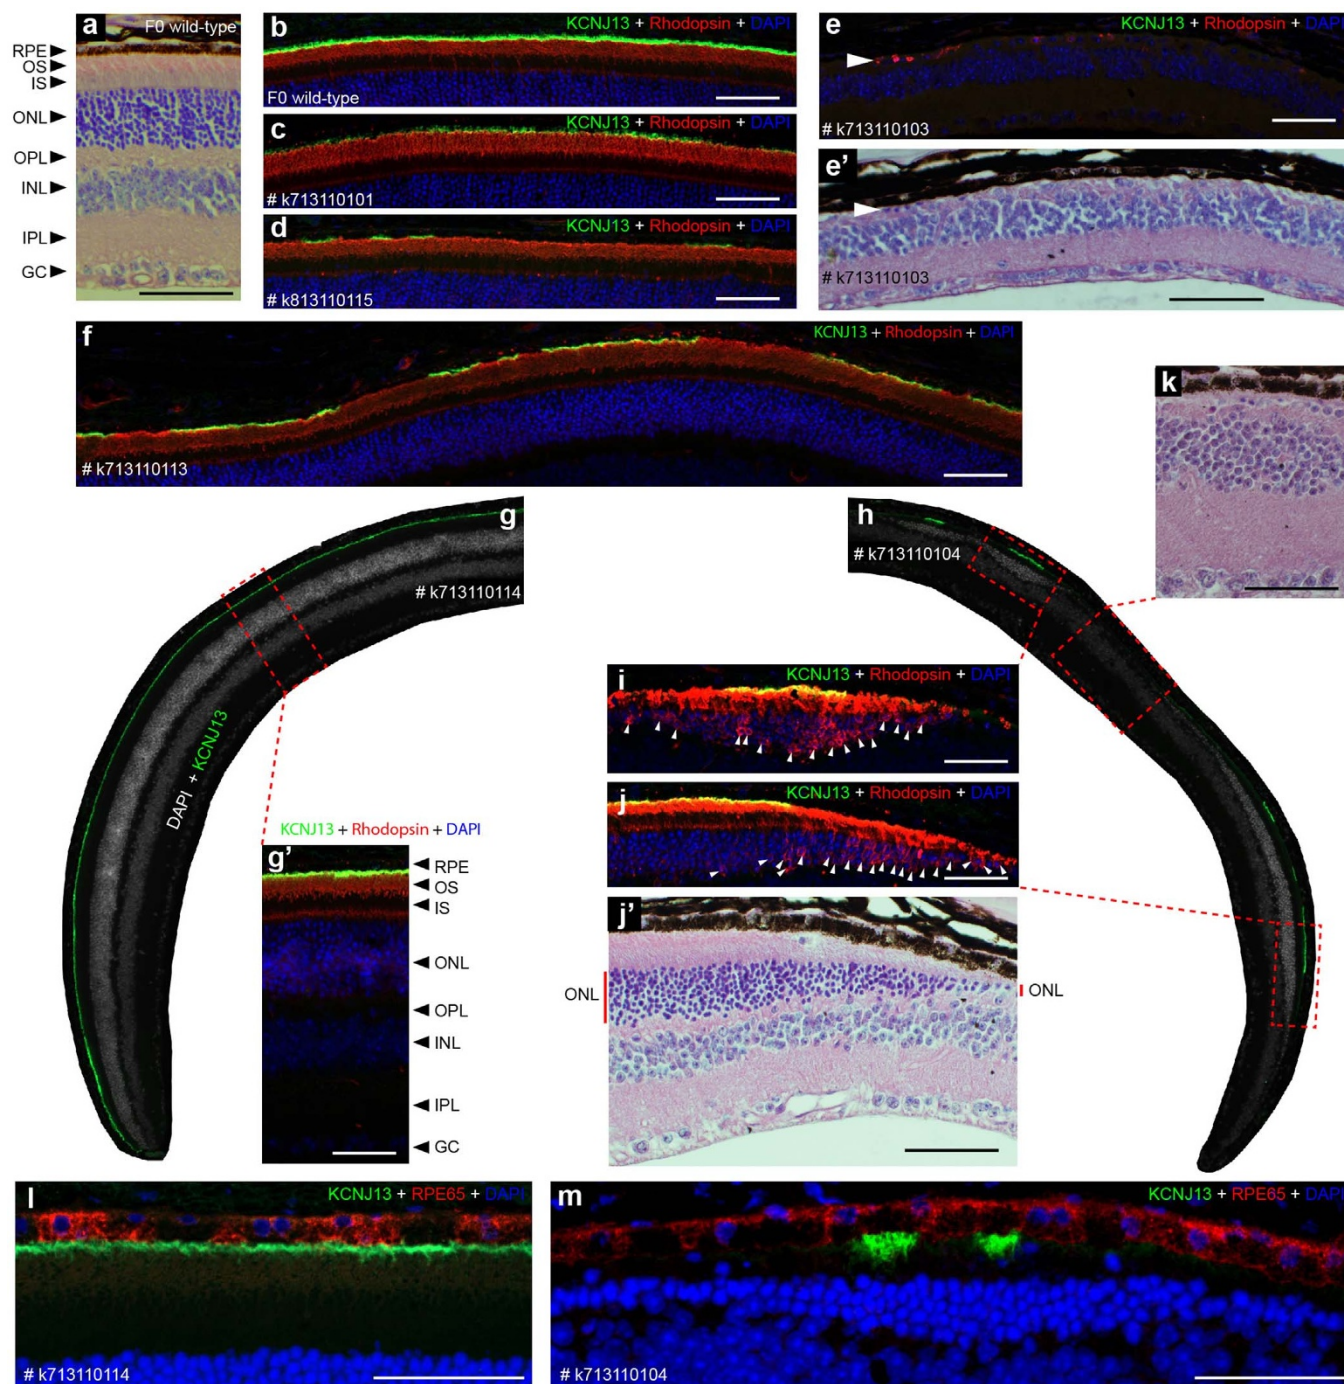 a
F0 wild-type
RPE
OS
IS
ONL
OPL
INL
IPL
GC
b
KCNJ13 + Rhodopsin + DAPI
F0 wild-type
c
KCNJ13 + Rhodopsin + DAPI
# k713110101
d
KCNJ13 + Rhodopsin + DAPI
# k813110115
e
KCNJ13 + Rhodopsin + DAPI
# k713110103
e'
# k713110103
f
KCNJ13 + Rhodopsin + DAPI
# k713110113
g
# k713110114
DAPI + KCNJ13
KCNJ13 + Rhodopsin + DAPI
g'
RPE
OS
IS
ONL
OPL
INL
IPL
GC
h
# k713110104
k
i
KCNJ13 + Rhodopsin + DAPI
j
KCNJ13 + Rhodopsin + DAPI
j'
ONL
ONL
l
KCNJ13 + RPE65 + DAPI
# k713110114
m
KCNJ13 + RPE65 + DAPI
# k713110104